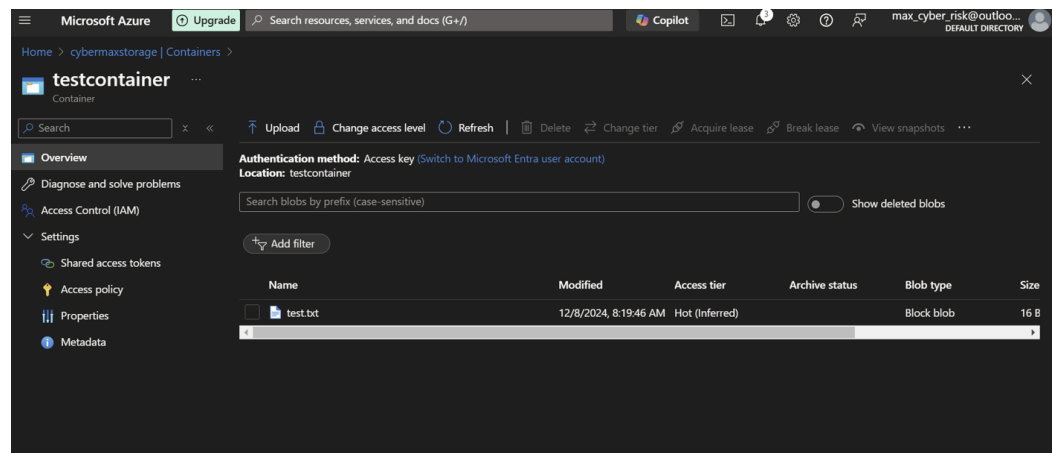 Microsoft Azure
Upgrade
Search resources, services, and docs (G+/)
Copilot
3
max_cyber_risk@outloo...
DEFAULT DIRECTORY
Home > cybermaxstorage | Containers >
testcontainer ...
Container
Search
Upload
Change access level
Refresh
Delete
Change tier
Acquire lease
Break lease
View snapshots
...
Overview
Diagnose and solve problems
Access Control (IAM)
Settings
Shared access tokens
Access policy
Properties
Metadata
Authentication method: Access key (Switch to Microsoft Entra user account)
Location: testcontainer
Search blobs by prefix (case-sensitive)
Show deleted blobs
Add filter
Name Modified Access tier Archive status Blob type Size
test.txt 12/8/2024, 8:19:46 AM Hot (Inferred) Block blob 16 B